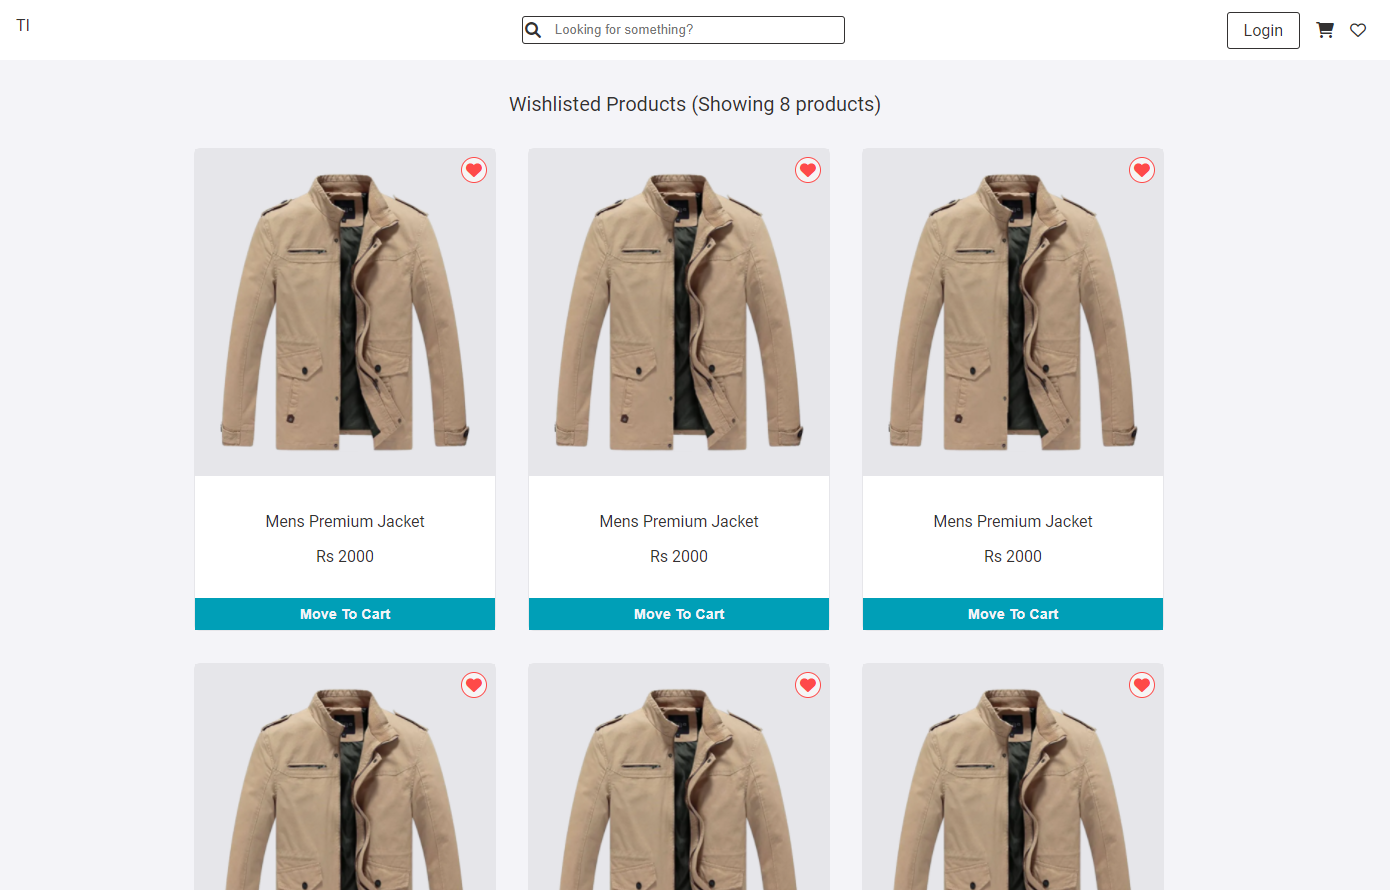 TI
Looking for something?
Login
Wishlisted Products (Showing 8 products)
Mens Premium Jacket
Rs 2000
Move To Cart
Mens Premium Jacket
Rs 2000
Move To Cart
Mens Premium Jacket
Rs 2000
Move To Cart